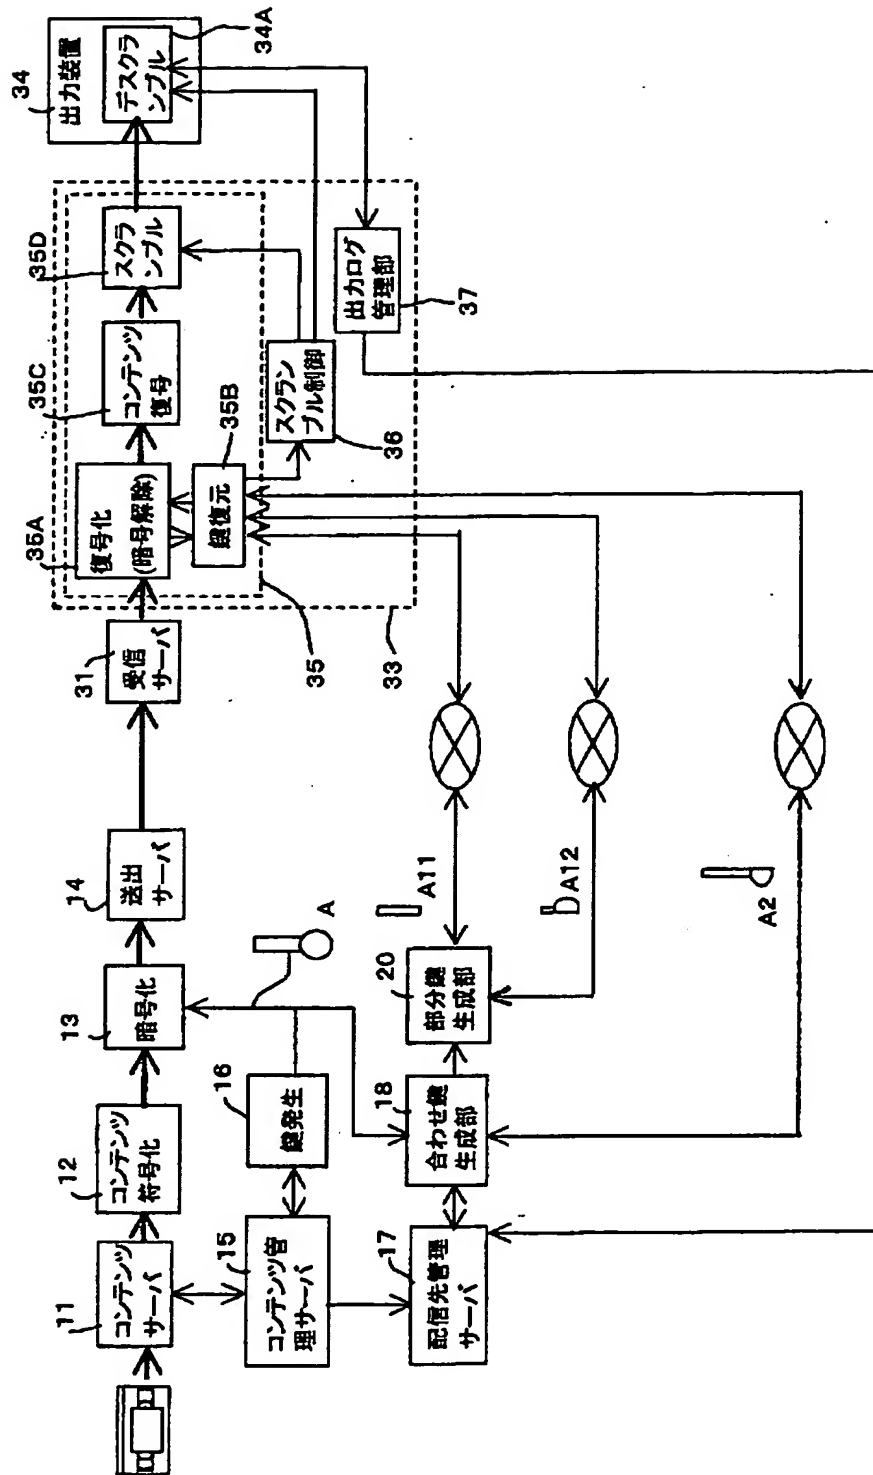 11
コンテンツ
サーバ
12
コンテンツ
符号化
13
暗号化
14
送出
サーバ
31
受信
サーバ
35A
復号化
(暗号解除)
35C
コンテンツ
復号
35D
スクラ
ンブル
34
出力装置
デスクラ
ンブル
34A
15
コンテンツ管
理サーバ
16
鍵発生
A
35B
鍵復元
スクラン
ブル制御
36
出力ログ
管理部
37
35
33
17
配信先管理
サーバ
18
合わせ鍵
生成部
20
部分鍵
生成部
A11
A12
A2